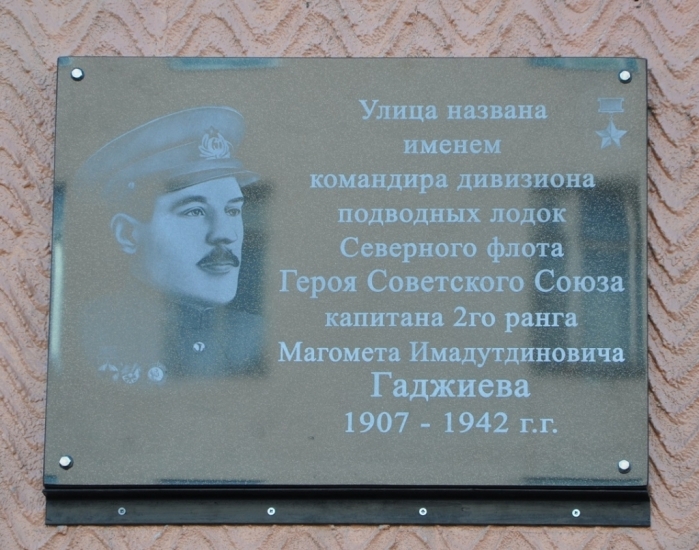 Улица названа
именем
командира дивизиона
подводных лодок
Северного флота
Героя Советского Союза
капитана 2го ранга
Магомета Имадутдиновича
Гаджиева
1907 - 1942 г.г.